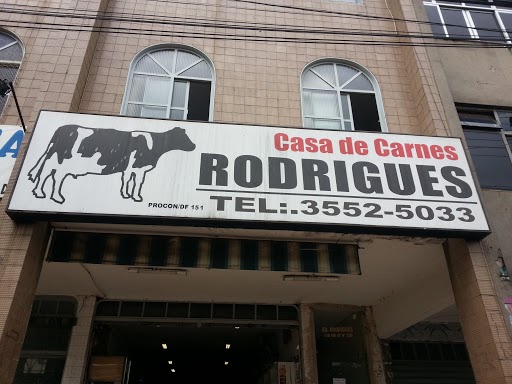 Casa de Carnes
RODRIGUES
PROCON/DF 151
TEL:.3552-5033